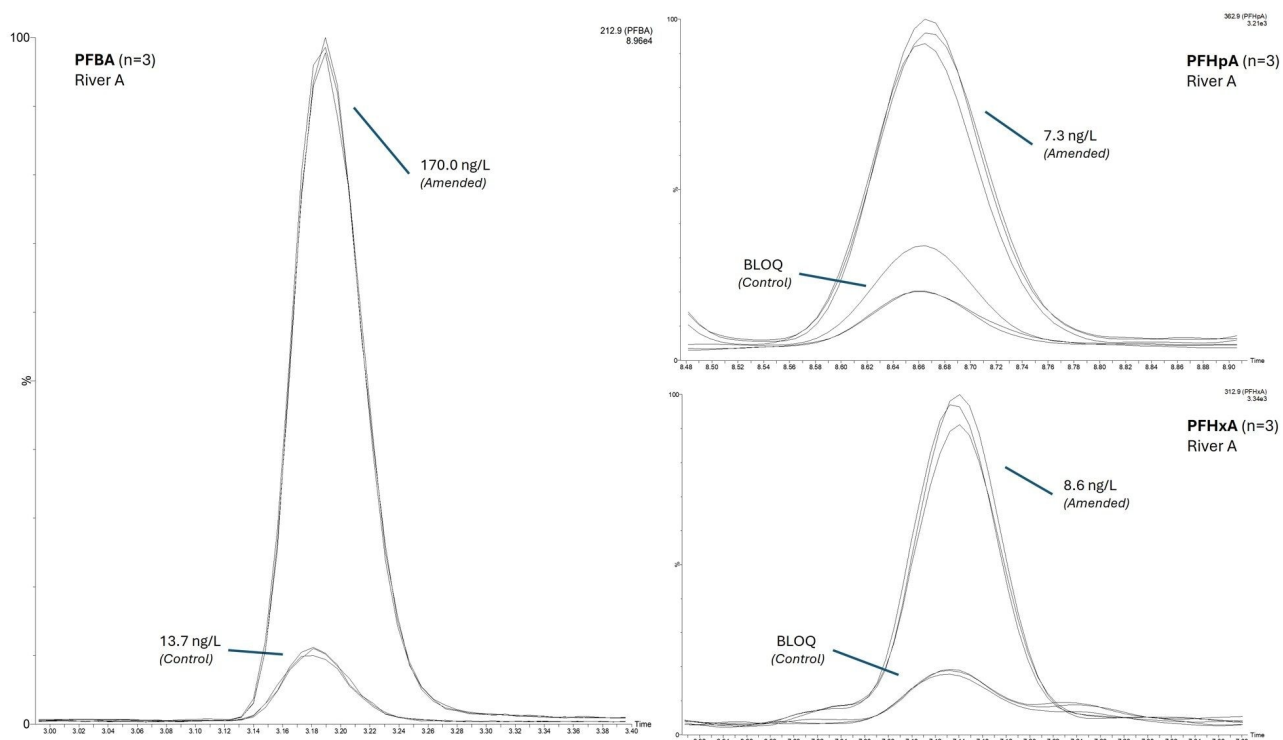 100
PFBA (n=3)
River A
212.9 (PFBA)
8.96e4
170.0 ng/L
(Amended)
%
13.7 ng/L
(Control)
0
3.00 3.02 3.04 3.06 3.08 3.10 3.12 3.14 3.16 3.18 3.20 3.22 3.24 3.26 3.28 3.30 3.32 3.34 3.36 3.38 3.40
Time
100
362.9 (PFHpA)
3.21e3
PFHpA (n=3)
River A
7.3 ng/L
(Amended)
%
BLOQ
(Control)
0
8.48 8.50 8.52 8.54 8.56 8.58 8.60 8.62 8.64 8.66 8.68 8.70 8.72 8.74 8.76 8.78 8.80 8.82 8.84 8.86 8.88 8.90
Time
100
312.9 (PFHxA)
3.34e3
PFHxA (n=3)
River A
8.6 ng/L
(Amended)
%
BLOQ
(Control)
0
Time